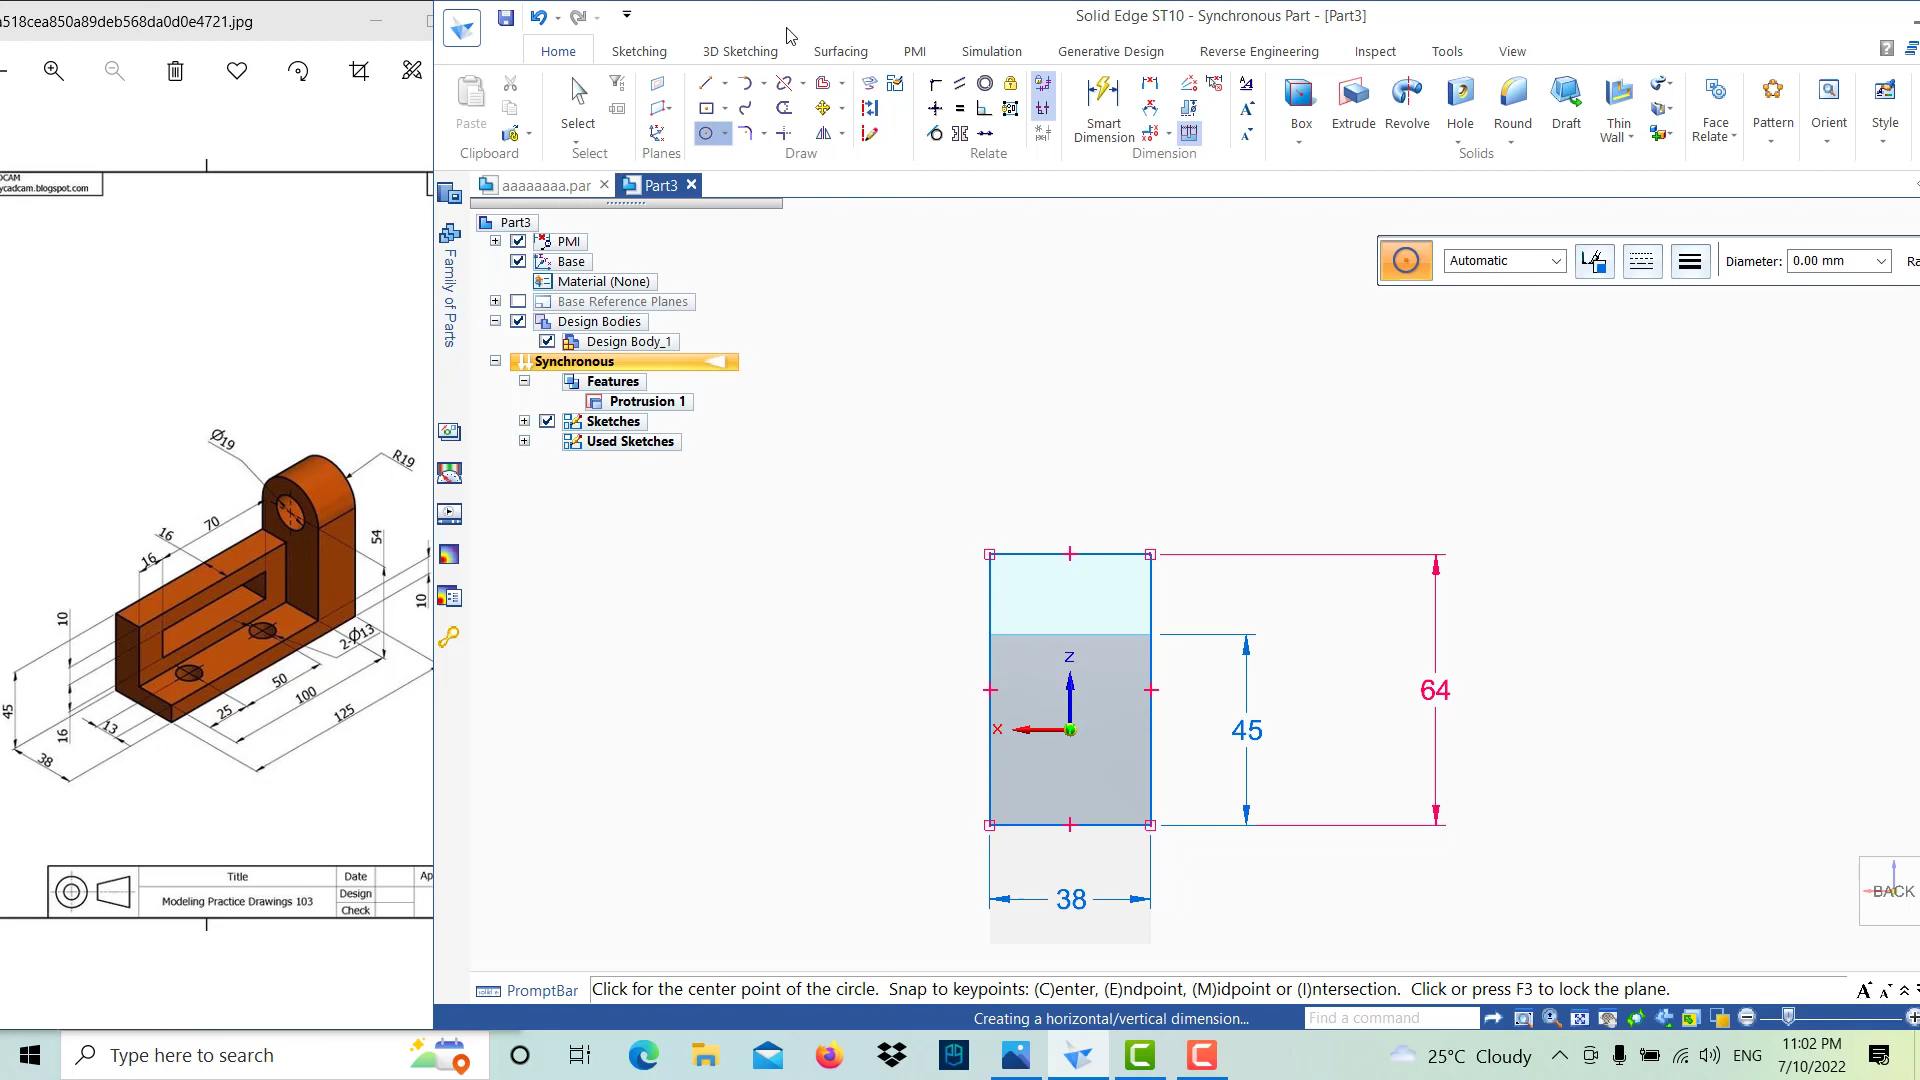 a518cea850a89deb568da0d0e4721.jpg
Solid Edge ST10 - Synchronous Part - [Part3]
Home
Sketching
3D Sketching
Surfacing
PMI
Simulation
Generative Design
Reverse Engineering
Inspect
Tools
View
Paste
Select
Smart Dimension
Box
Extrude
Revolve
Hole
Round
Draft
Thin Wall
Face Relate
Pattern
Orient
Style
Clipboard
Select
Planes
Draw
Relate
Dimension
Solids
aaaaaaaa.par
Part3
Part3
PMI
Base
Material (None)
Base Reference Planes
Design Bodies
Design Body_1
Synchronous
Features
Protrusion 1
Sketches
Used Sketches
Family of Parts
Automatic
Diameter:
0.00 mm
Ra
CAM
ycadcam.blogspot.com
Ø19
R19
70
16
16
54
10
10
2-Ø13
50
100
25
125
45
13
16
38
Title
Date
Ap
Modeling Practice Drawings 103
Design
Check
Z
X
45
64
38
BACK
PromptBar
Click for the center point of the circle. Snap to keypoints: (C)enter, (E)ndpoint, (M)idpoint or (I)ntersection. Click or press F3 to lock the plane.
Creating a horizontal/vertical dimension...
Find a command
Type here to search
25°C Cloudy
ENG
11:02 PM
7/10/2022